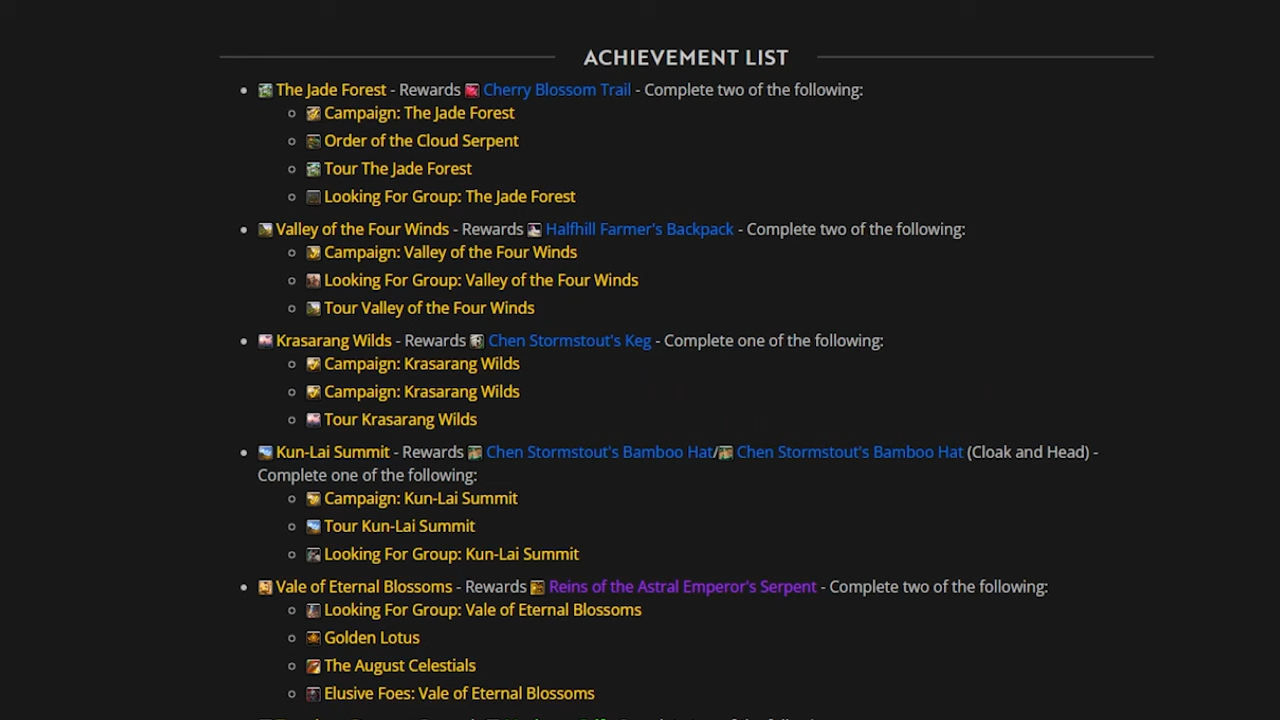 ACHIEVEMENT LIST
The Jade Forest - Rewards Cherry Blossom Trail - Complete two of the following:
Campaign: The Jade Forest
Order of the Cloud Serpent
Tour The Jade Forest
Looking For Group: The Jade Forest
Valley of the Four Winds - Rewards Halfhill Farmer's Backpack - Complete two of the following:
Campaign: Valley of the Four Winds
Looking For Group: Valley of the Four Winds
Tour Valley of the Four Winds
Krasarang Wilds - Rewards Chen Stormstout's Keg - Complete one of the following:
Campaign: Krasarang Wilds
Campaign: Krasarang Wilds
Tour Krasarang Wilds
Kun-Lai Summit - Rewards Chen Stormstout's Bamboo Hat/ Chen Stormstout's Bamboo Hat (Cloak and Head) -
Complete one of the following:
Campaign: Kun-Lai Summit
Tour Kun-Lai Summit
Looking For Group: Kun-Lai Summit
Vale of Eternal Blossoms - Rewards Reins of the Astral Emperor's Serpent - Complete two of the following:
Looking For Group: Vale of Eternal Blossoms
Golden Lotus
The August Celestials
Elusive Foes: Vale of Eternal Blossoms